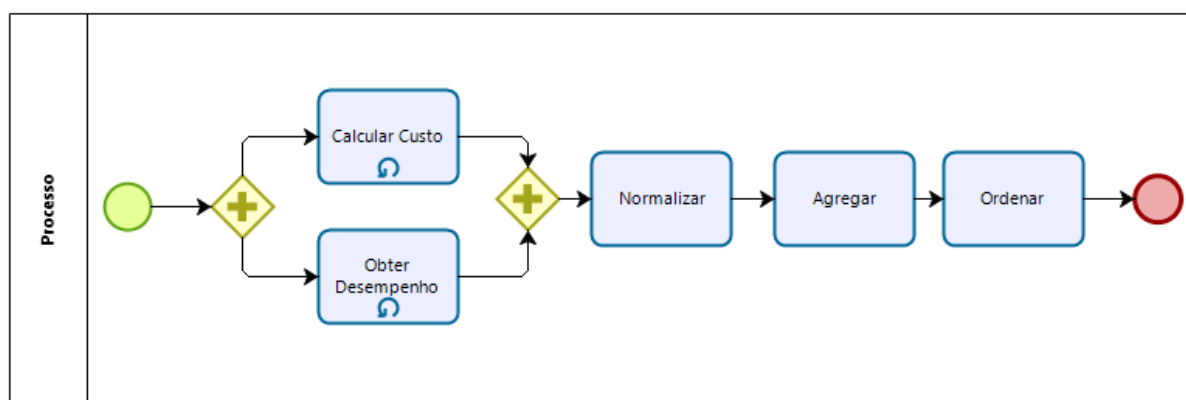 Processo
Calcular Custo
Obter
Desempenho
Normalizar
Agregar
Ordenar